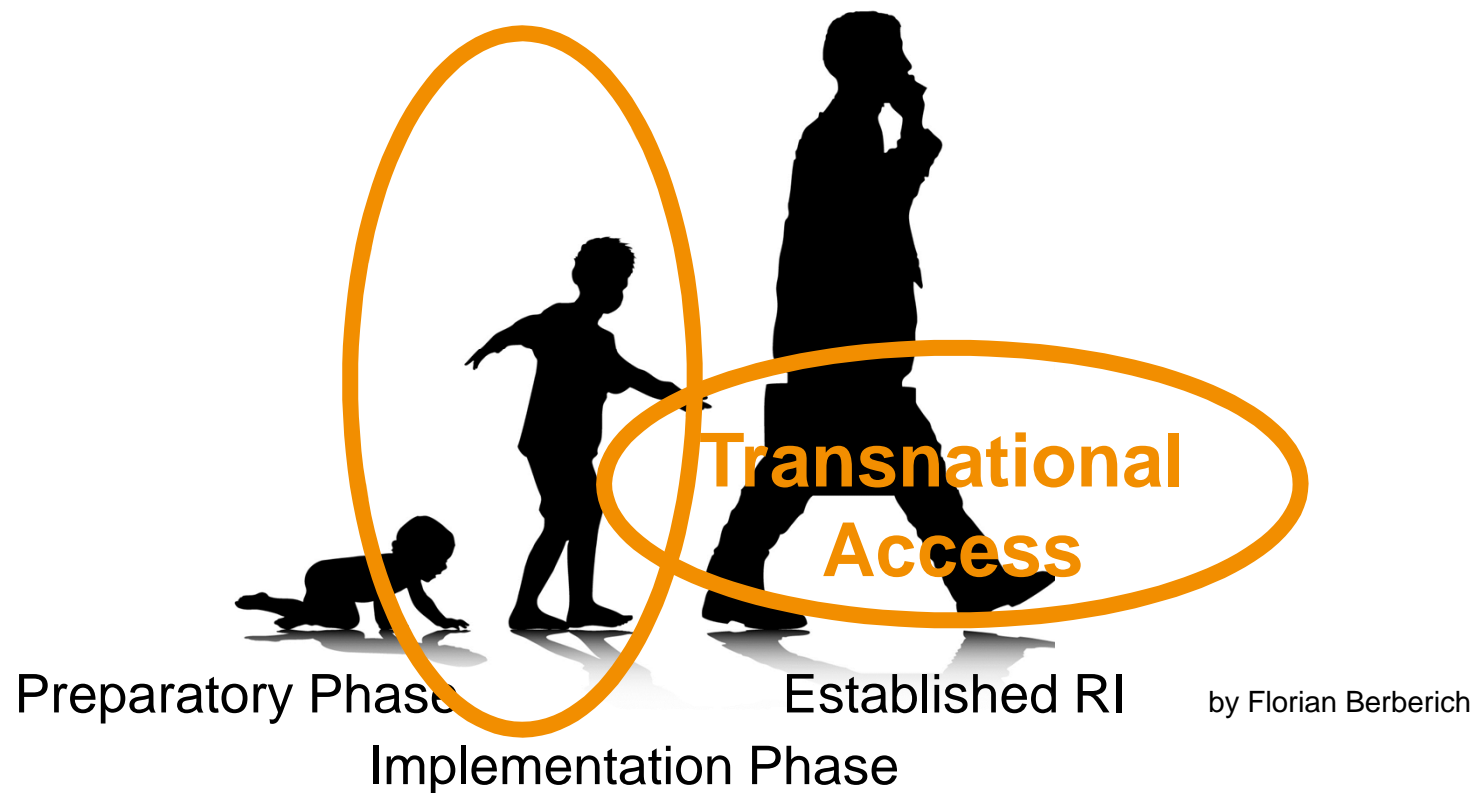 Transnational
Access
Preparatory Phase
Established RI
by Florian Berberich
Implementation Phase